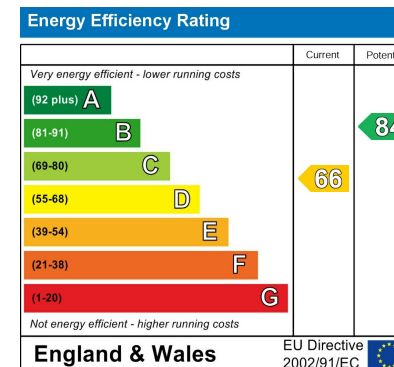 Energy Efficiency Rating
Current Potent
Very energy efficient - lower running costs
(92 plus) A
(81-91) B
84
(69-80) C
66
(55-68) D
(39-54) E
(21-38) F
(1-20) G
Not energy efficient - higher running costs
England & Wales
EU Directive
2002/91/EC